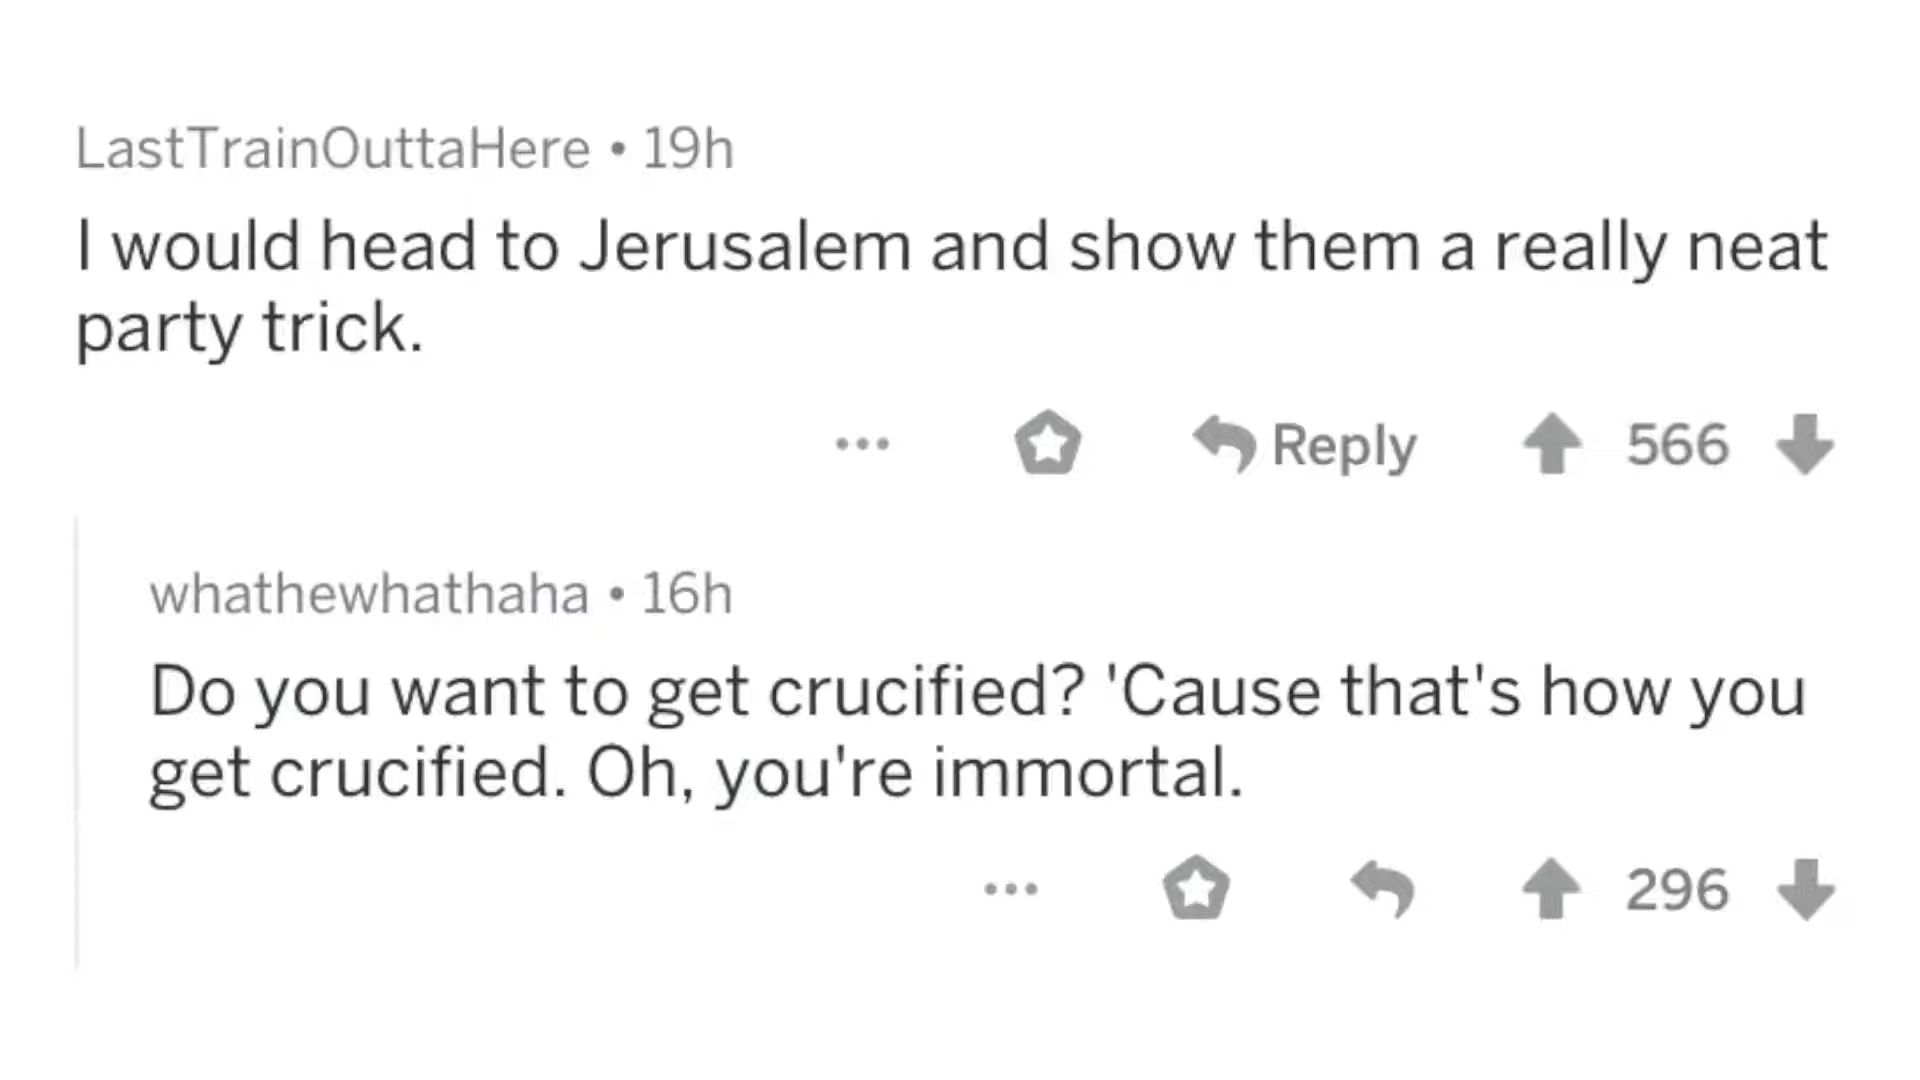 LastTrainOuttaHere • 19h
I would head to Jerusalem and show them a really neat
party trick.
Reply 566
whathewhathaha • 16h
Do you want to get crucified? 'Cause that's how you
get crucified. Oh, you're immortal.
296